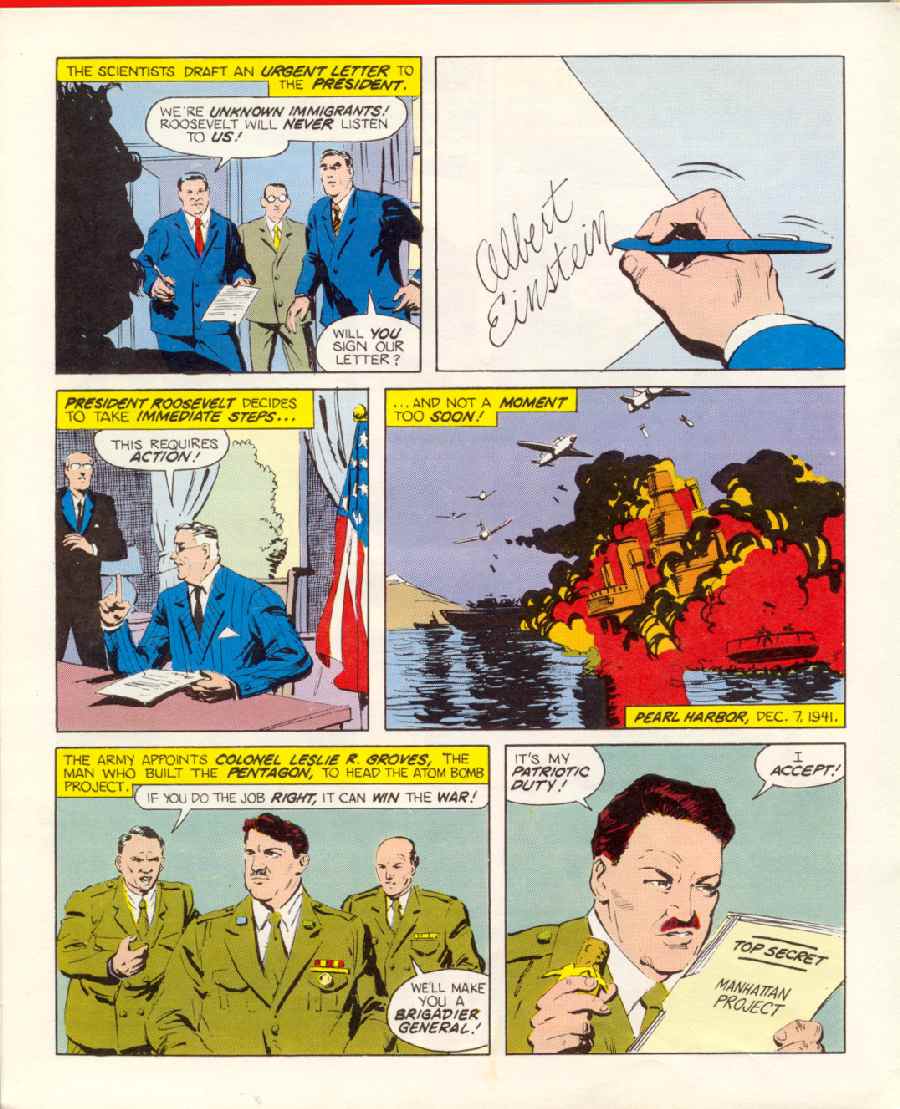 THE SCIENTISTS DRAFT AN URGENT LETTER TO
THE PRESIDENT.
WE'RE UNKNOWN IMMIGRANTS!
ROOSEVELT WILL NEVER LISTEN
TO US!
WILL YOU
SIGN OUR
LETTER?
Albert
Einstein
PRESIDENT ROOSEVELT DECIDES
TO TAKE IMMEDIATE STEPS...
THIS REQUIRES
ACTION!
...AND NOT A MOMENT
TOO SOON!
PEARL HARBOR, DEC. 7, 1941.
THE ARMY APPOINTS COLONEL LESLIE R. GROVES, THE
MAN WHO BUILT THE PENTAGON, TO HEAD THE ATOM BOMB
PROJECT.
IF YOU DO THE JOB RIGHT, IT CAN WIN THE WAR!
WE'LL MAKE
YOU A
BRIGADIER
GENERAL!
IT'S MY
PATRIOTIC
DUTY!
I
ACCEPT!
TOP SECRET
MANHATTAN
PROJECT